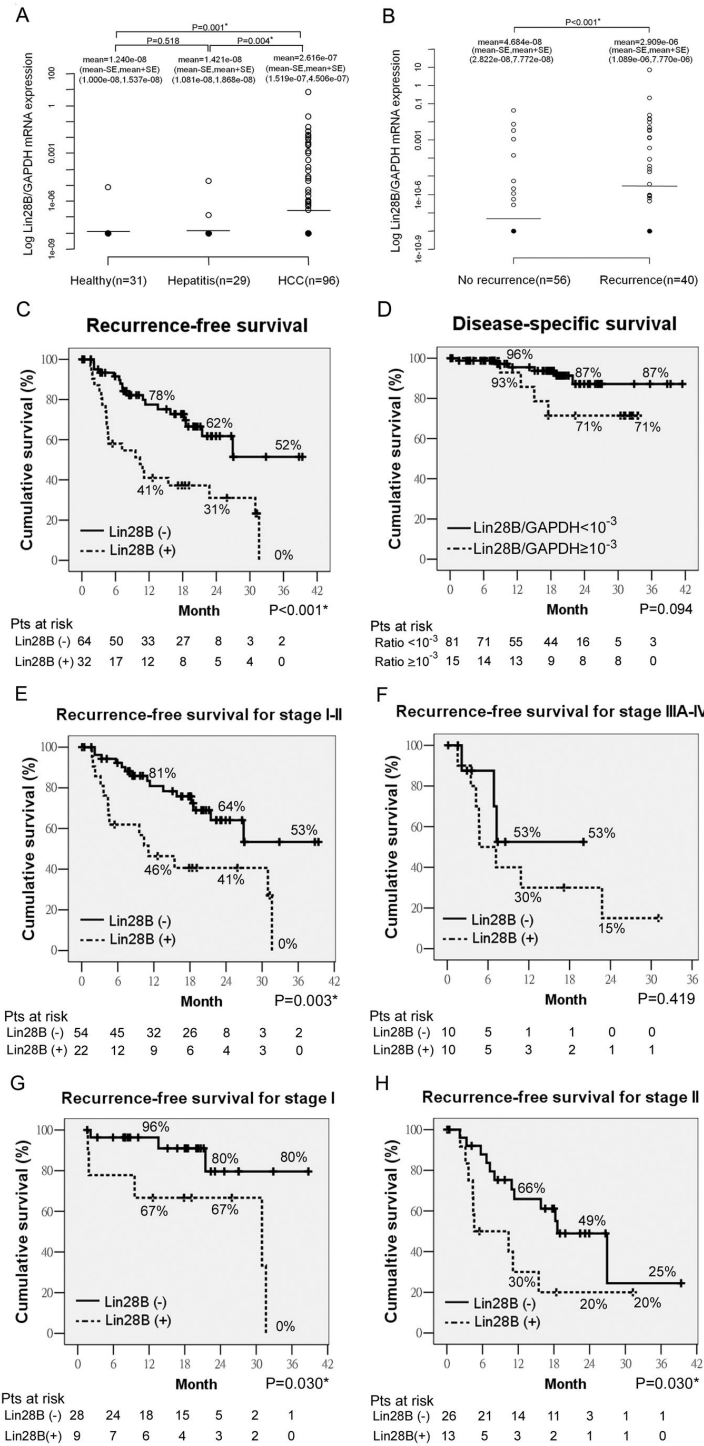 A
P=0.001*
P=0.518
P=0.004*
mean=1.240e-08
(mean-SE,mean+SE)
(1.000e-08,1.537e-08)
mean=1.421e-08
(mean-SE,mean+SE)
(1.081e-08,1.868e-08)
mean=2.616e-07
(mean-SE,mean+SE)
(1.519e-07,4.506e-07)
Log Lin28B/GAPDH mRNA expression
100
1
0.001
1e-06
1e-09
Healthy(n=31)
Hepatitis(n=29)
HCC(n=96)
B
P<0.001*
mean=4.684e-08
(mean-SE,mean+SE)
(2.822e-08,7.772e-08)
mean=2.909e-06
(mean-SE,mean+SE)
(1.089e-06,7.770e-06)
Log Lin28B/GAPDH mRNA expression
10
0.1
0.001
1e-10-6
1e-10-9
No recurrence(n=56)
Recurrence(n=40)
C
Recurrence-free survival
Cumulative survival (%)
100
80
60
40
20
0
78%
62%
52%
41%
31%
0%
Lin28B (-)
Lin28B (+)
0 6 12 18 24 30 36 42
Month
P<0.001*
Pts at risk
Lin28B (-) 64 50 33 27 8 3 2
Lin28B (+) 32 17 12 8 5 4 0
D
Disease-specific survival
Cumulative survival (%)
100
80
60
40
20
0
96%
87%
87%
93%
71%
71%
Lin28B/GAPDH<10-3
Lin28B/GAPDH≥10-3
0 6 12 18 24 30 36 42
Month
P=0.094
Pts at risk
Ratio <10-3 81 71 55 44 16 5 3
Ratio ≥10-3 15 14 13 9 8 8 0
E
Recurrence-free survival for stage I-II
Cumulative survival (%)
100
80
60
40
20
0
81%
64%
53%
46%
41%
0%
Lin28B (-)
Lin28B (+)
0 6 12 18 24 30 36 42
Month
P=0.003*
Pts at risk
Lin28B (-) 54 45 32 26 8 3 2
Lin28B (+) 22 12 9 6 4 3 0
F
Recurrence-free survival for stage IIIA-IV
Cumulative survival (%)
100
80
60
40
20
0
53%
53%
30%
15%
Lin28B (-)
Lin28B (+)
0 6 12 18 24 30 36
Month
P=0.419
Pts at risk
Lin28B (-) 10 5 1 1 0 0
Lin28B (+) 10 5 3 2 1 1
G
Recurrence-free survival for stage I
Cumulative survival (%)
100
80
60
40
20
0
96%
80%
80%
67%
67%
0%
Lin28B (-)
Lin28B (+)
0 6 12 18 24 30 36 42
Month
P=0.030*
Pts at risk
Lin28B (-) 28 24 18 15 5 2 1
Lin28B(+) 9 7 6 4 3 2 0
H
Recurrence-free survival for stage II
Cumualtive survival (%)
100
80
60
40
20
0
66%
49%
25%
30%
20%
20%
Lin28B (-)
Lin28B (+)
0 6 12 18 24 30 36 42
Month
P=0.030*
Pts at risk
Lin28B (-) 26 21 14 11 3 1 1
Lin28B(+) 13 5 3 2 1 1 0